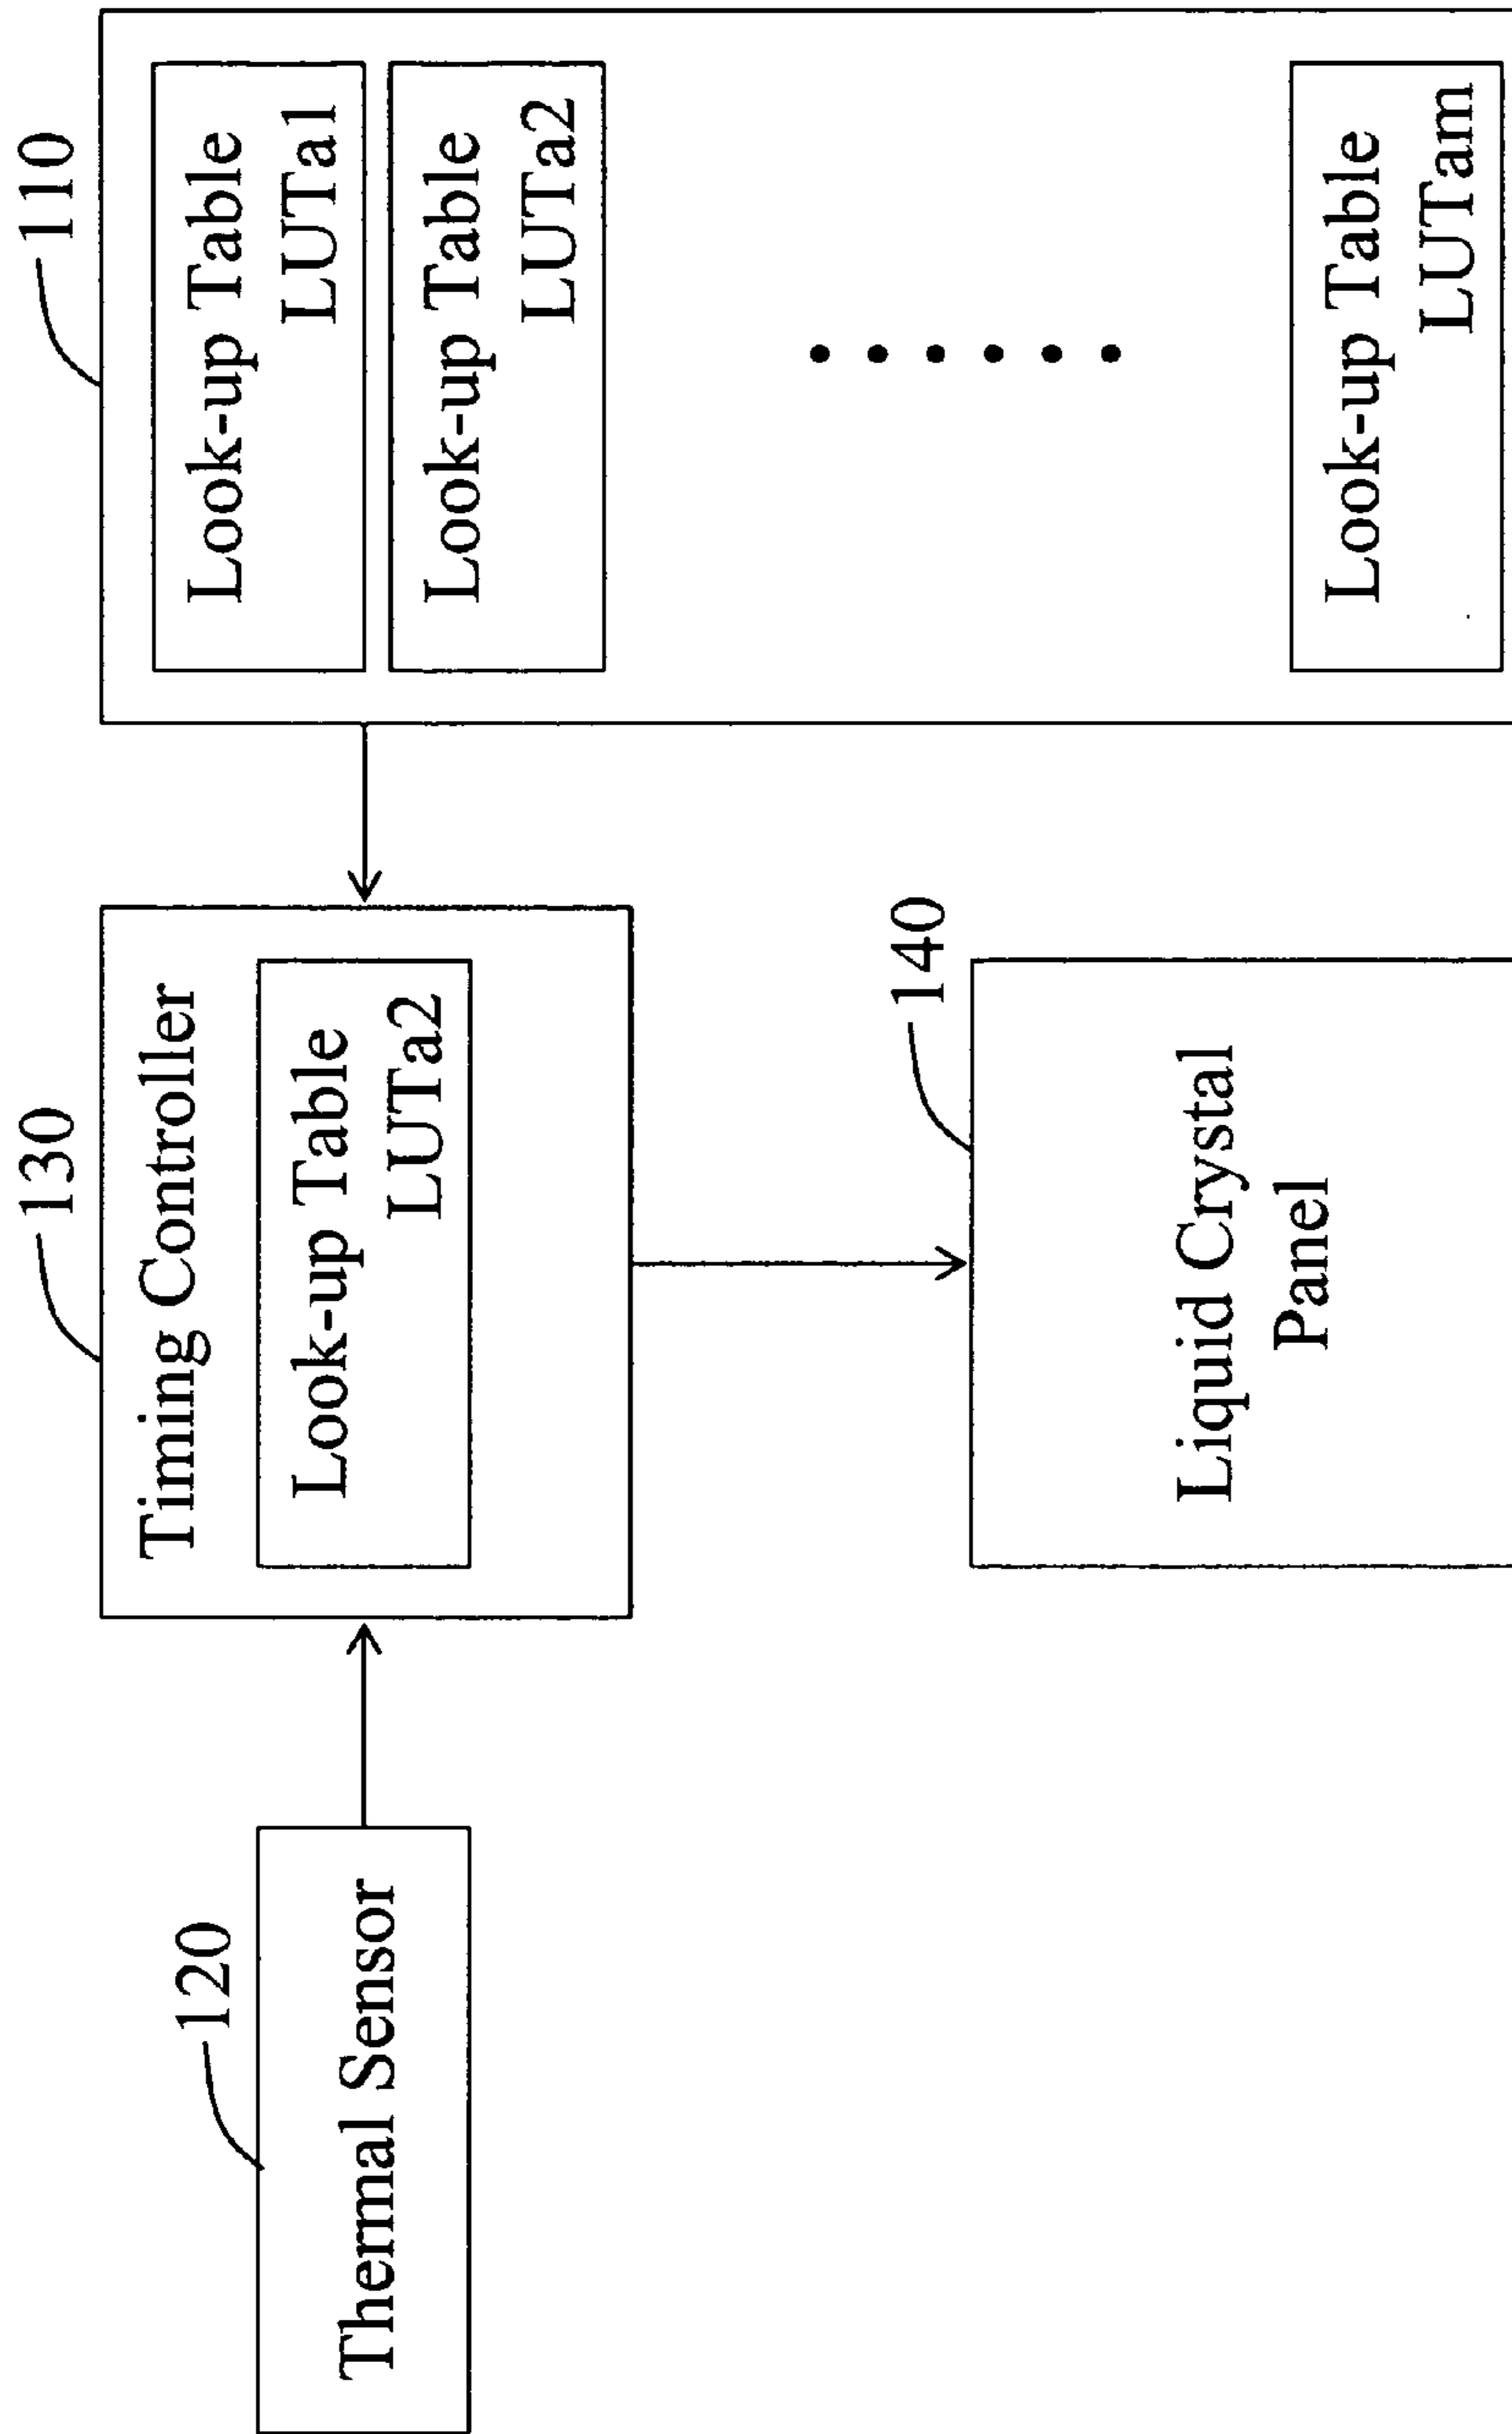 120
Thermal Sensor
130
Timing Controller
Look-up Table
LUTa2
140
Liquid Crystal
Panel
110
Look-up Table
LUTa1
Look-up Table
LUTa2
Look-up Table
LUTam